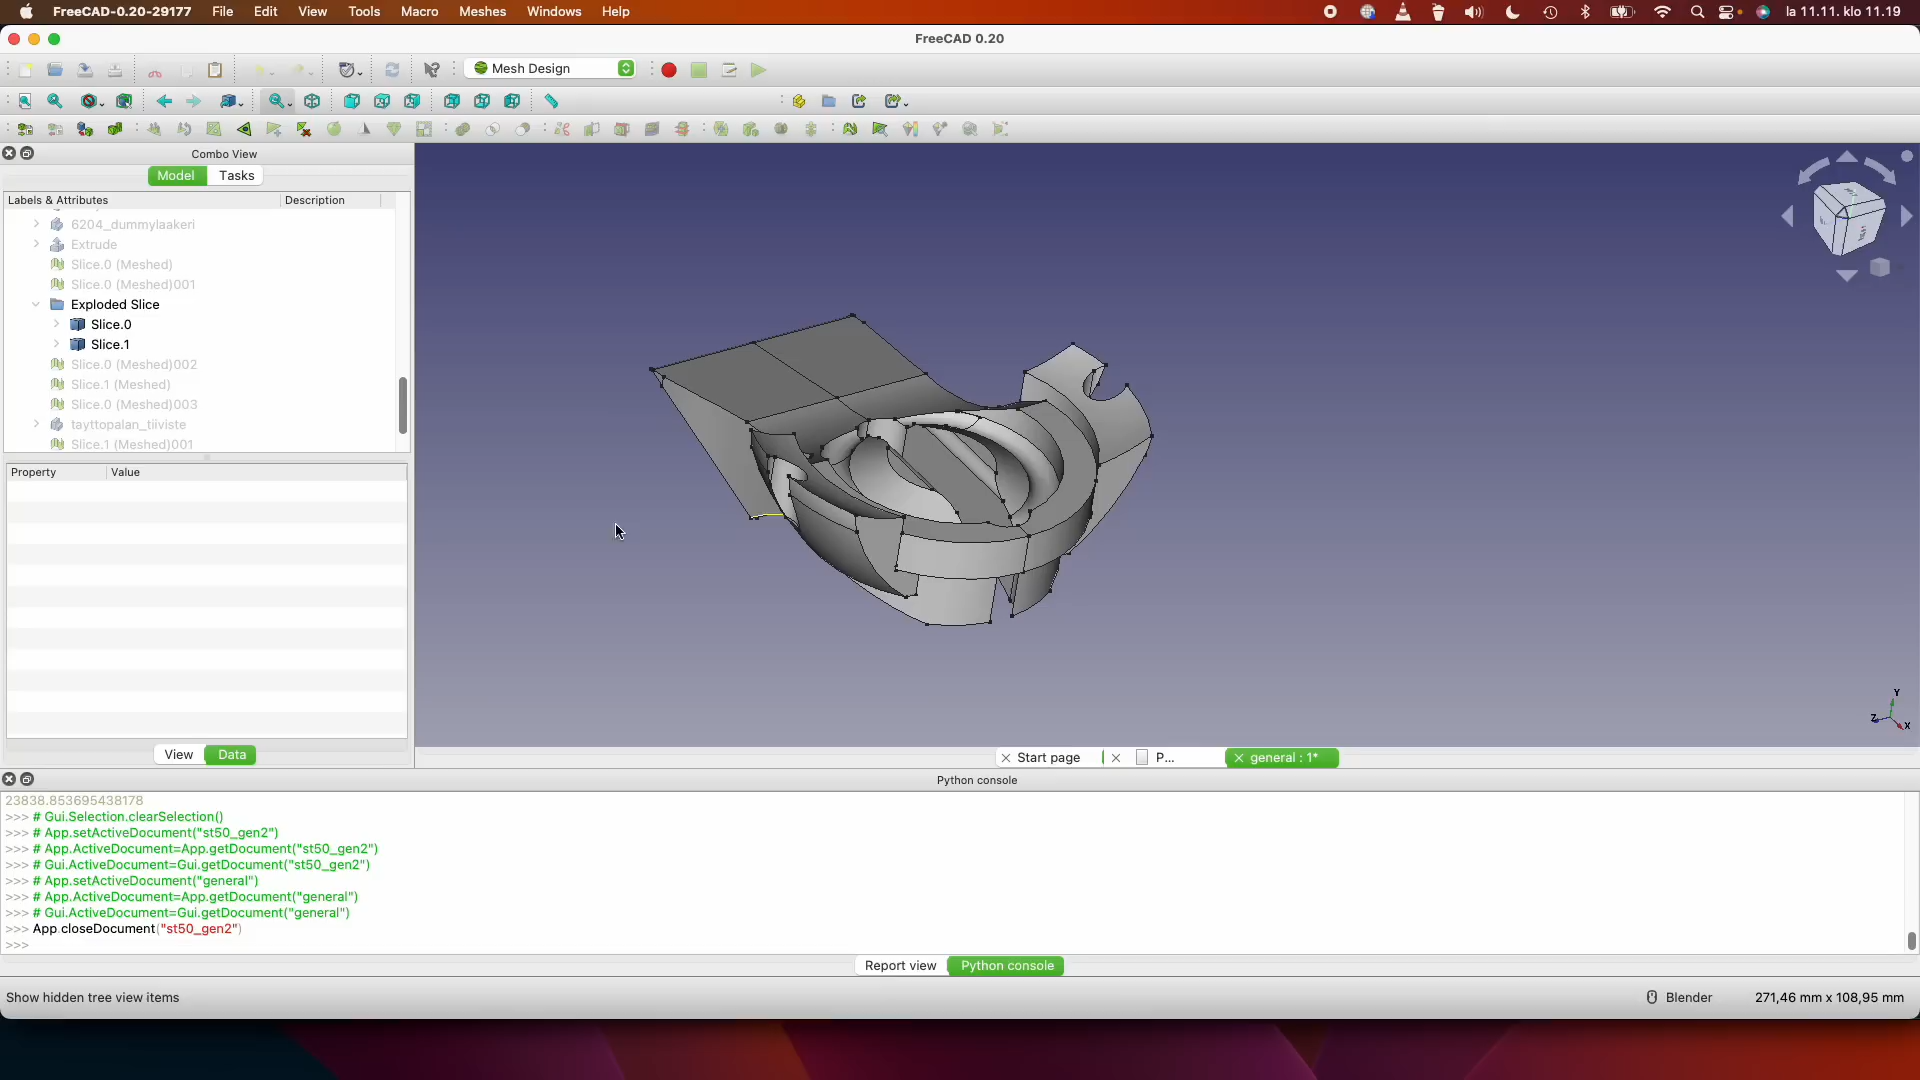 FreeCAD-0.20-29177 File Edit View Tools Macro Meshes Windows Help la 11.11. klo 11.19
FreeCAD 0.20
Mesh Design
Combo View
Model Tasks
Labels & Attributes Description
6204_dummylaakeri
Extrude
Slice.0 (Meshed)
Slice.0 (Meshed)001
Exploded Slice
Slice.0
Slice.1
Slice.0 (Meshed)002
Slice.1 (Meshed)
Slice.0 (Meshed)003
tayttopalan_tiiviste
Slice.1 (Meshed)001
Property Value
Y
Z
X
View Data
Start page P... general : 1*
Python console
23838.853695438178
>>> # Gui.Selection.clearSelection()
>>> # App.setActiveDocument("st50_gen2")
>>> # App.ActiveDocument=App.getDocument("st50_gen2")
>>> # Gui.ActiveDocument=Gui.getDocument("st50_gen2")
>>> # App.setActiveDocument("general")
>>> # App.ActiveDocument=App.getDocument("general")
>>> # Gui.ActiveDocument=Gui.getDocument("general")
>>> App.closeDocument("st50_gen2")
>>>
Report view Python console
Show hidden tree view items Blender 271,46 mm x 108,95 mm